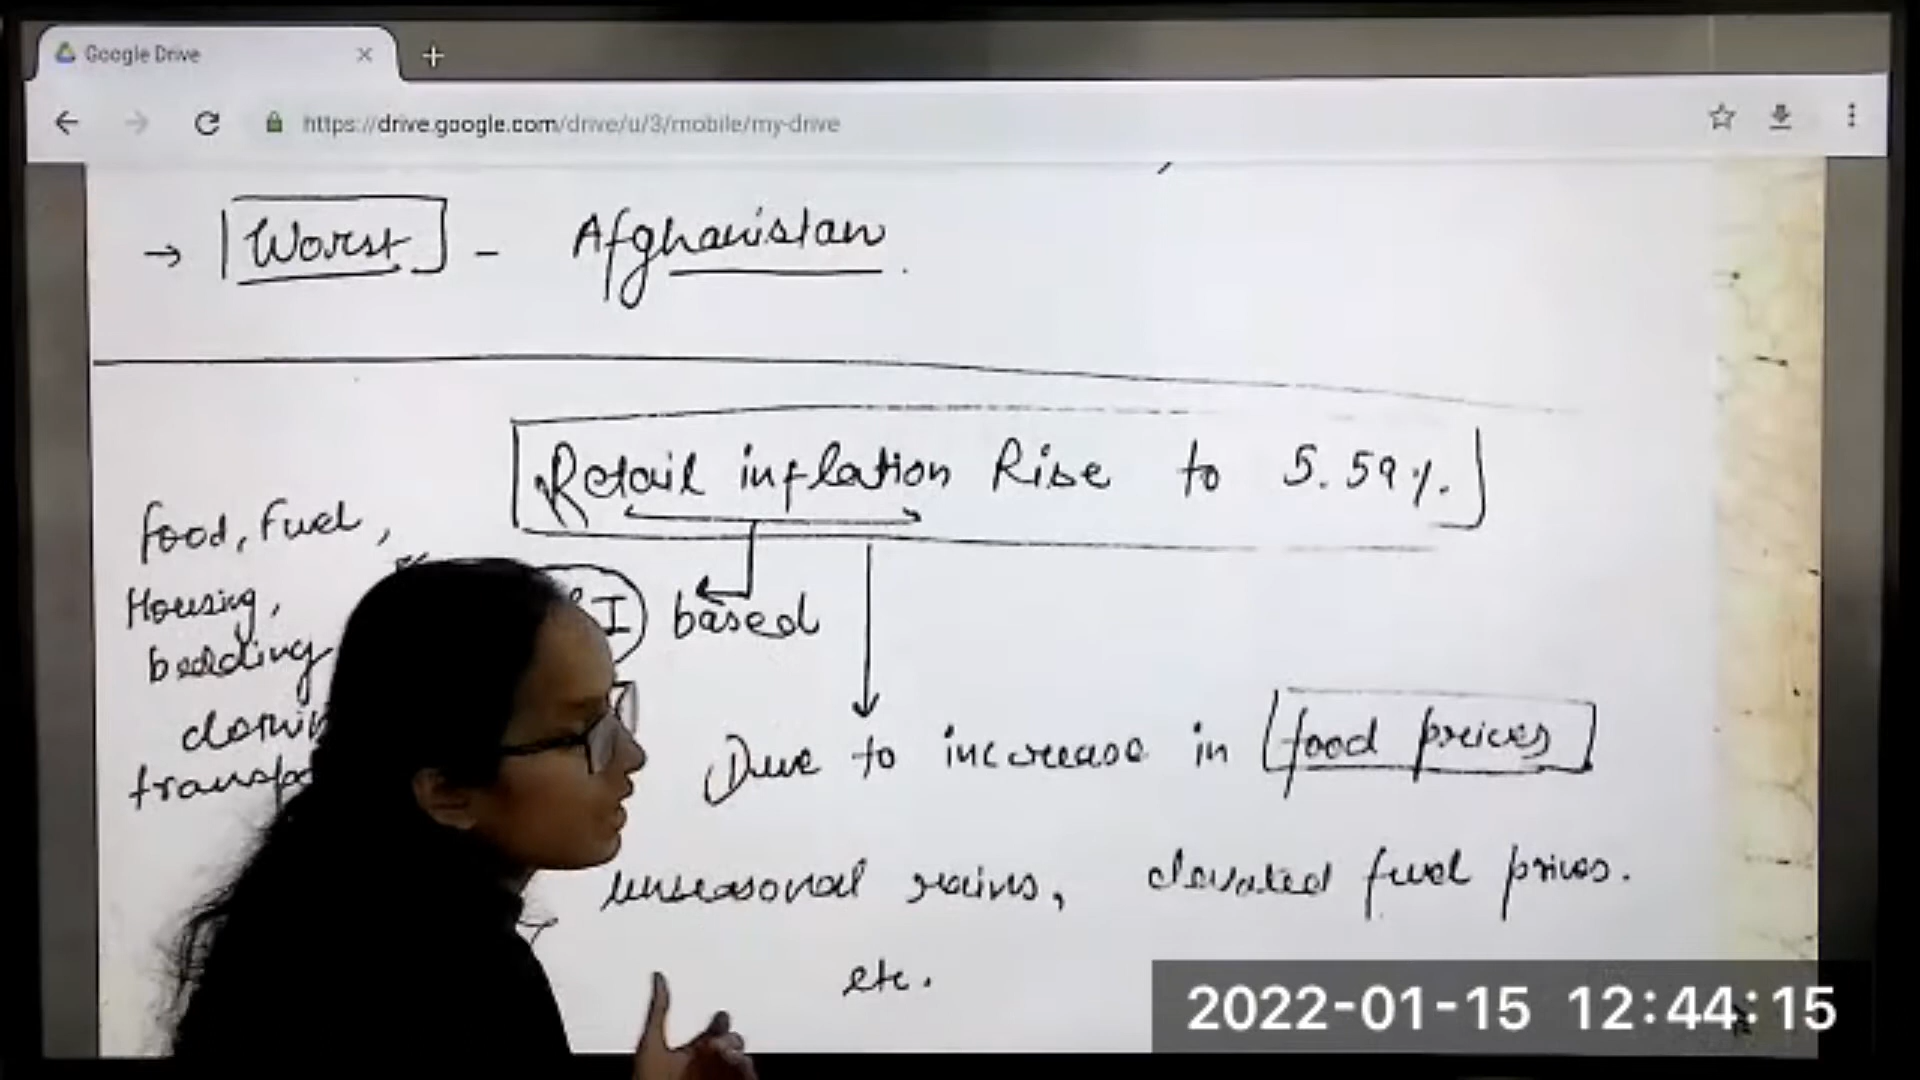 Google Drive
https://drive.google.com/drive/u/3/mobile/my-drive
→ Worst - Afghanistan.
Retail inflation Rise to 5.59%.
food, fuel,
Housing,
bedding
I based
Due to increase in food prices
unseasonal rains, elevated fuel prices.
etc.
2022-01-15 12:44:15